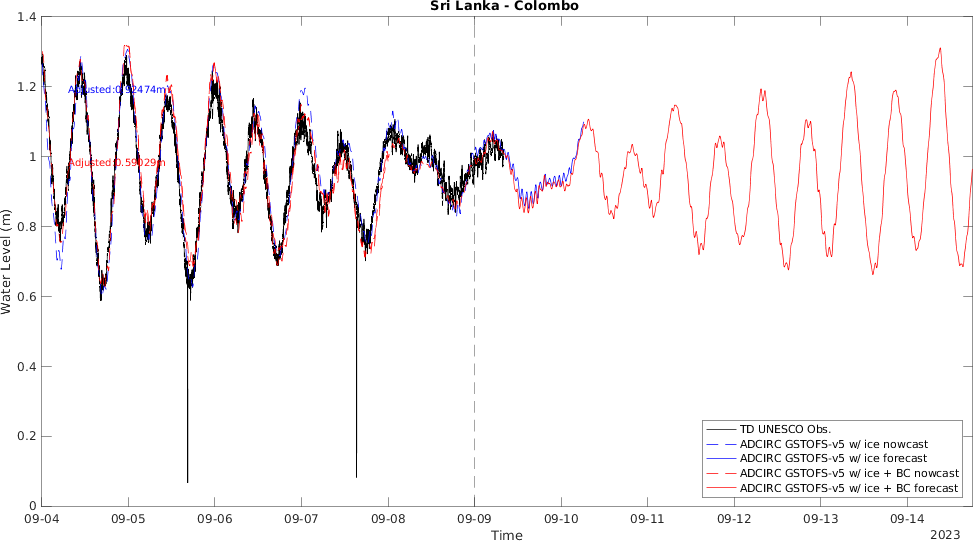 Sri Lanka - Colombo
1.4
1.2
1
0.8
0.6
0.4
0.2
0
Water Level (m)
Adjusted:0.92474m
Adjusted:0.59029m
TD UNESCO Obs.
ADCIRC GSTOFS-v5 w/ ice nowcast
ADCIRC GSTOFS-v5 w/ ice forecast
ADCIRC GSTOFS-v5 w/ ice + BC nowcast
ADCIRC GSTOFS-v5 w/ ice + BC forecast
09-04 09-05 09-06 09-07 09-08 09-09 09-10 09-11 09-12 09-13 09-14
Time
2023